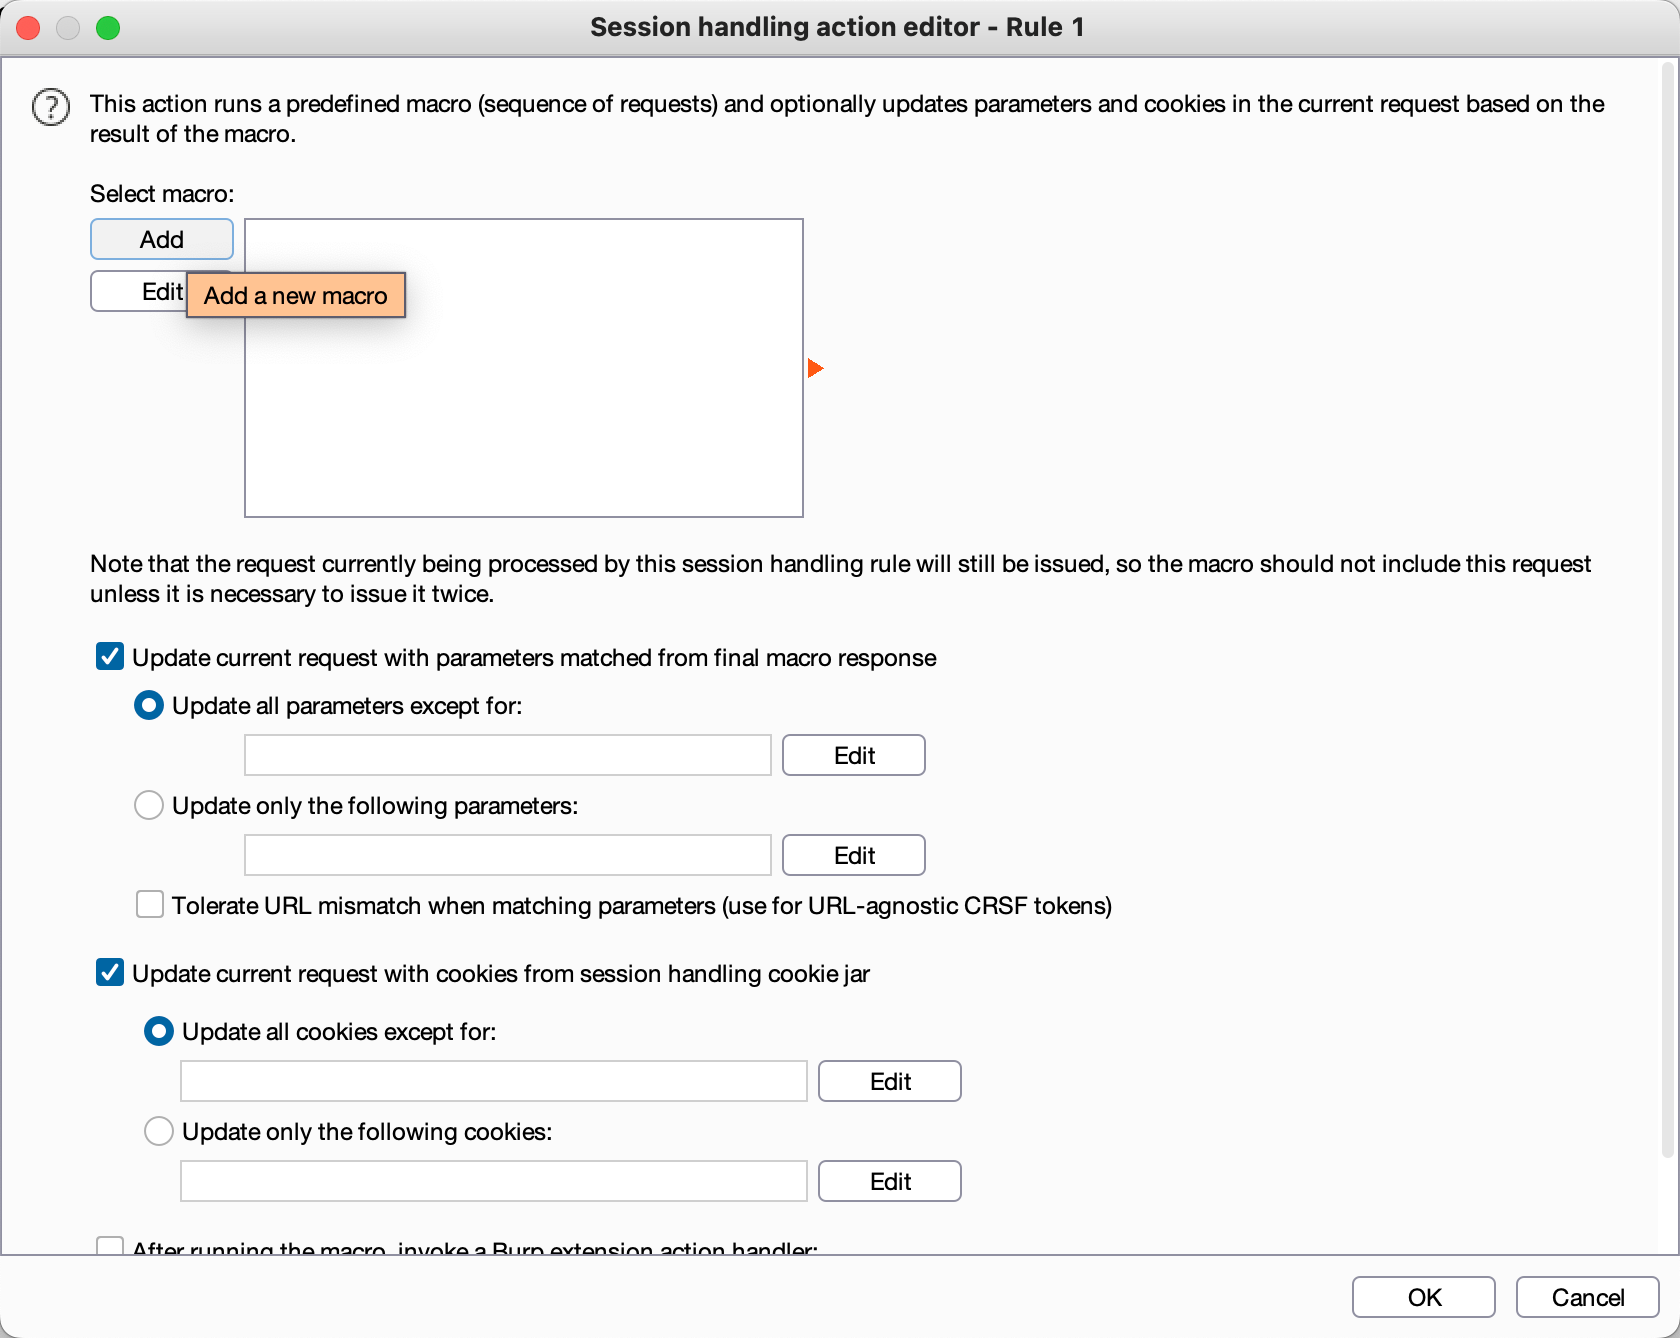 Session handling action editor - Rule 1
This action runs a predefined macro (sequence of requests) and optionally updates parameters and cookies in the current request based on the
result of the macro.
Select macro:
Add
Edit
Add a new macro
Note that the request currently being processed by this session handling rule will still be issued, so the macro should not include this request
unless it is necessary to issue it twice.
Update current request with parameters matched from final macro response
Update all parameters except for:
Edit
Update only the following parameters:
Edit
Tolerate URL mismatch when matching parameters (use for URL-agnostic CRSF tokens)
Update current request with cookies from session handling cookie jar
Update all cookies except for:
Edit
Update only the following cookies:
Edit
After running the macro, invoke a Burp extension action handler:
OK
Cancel